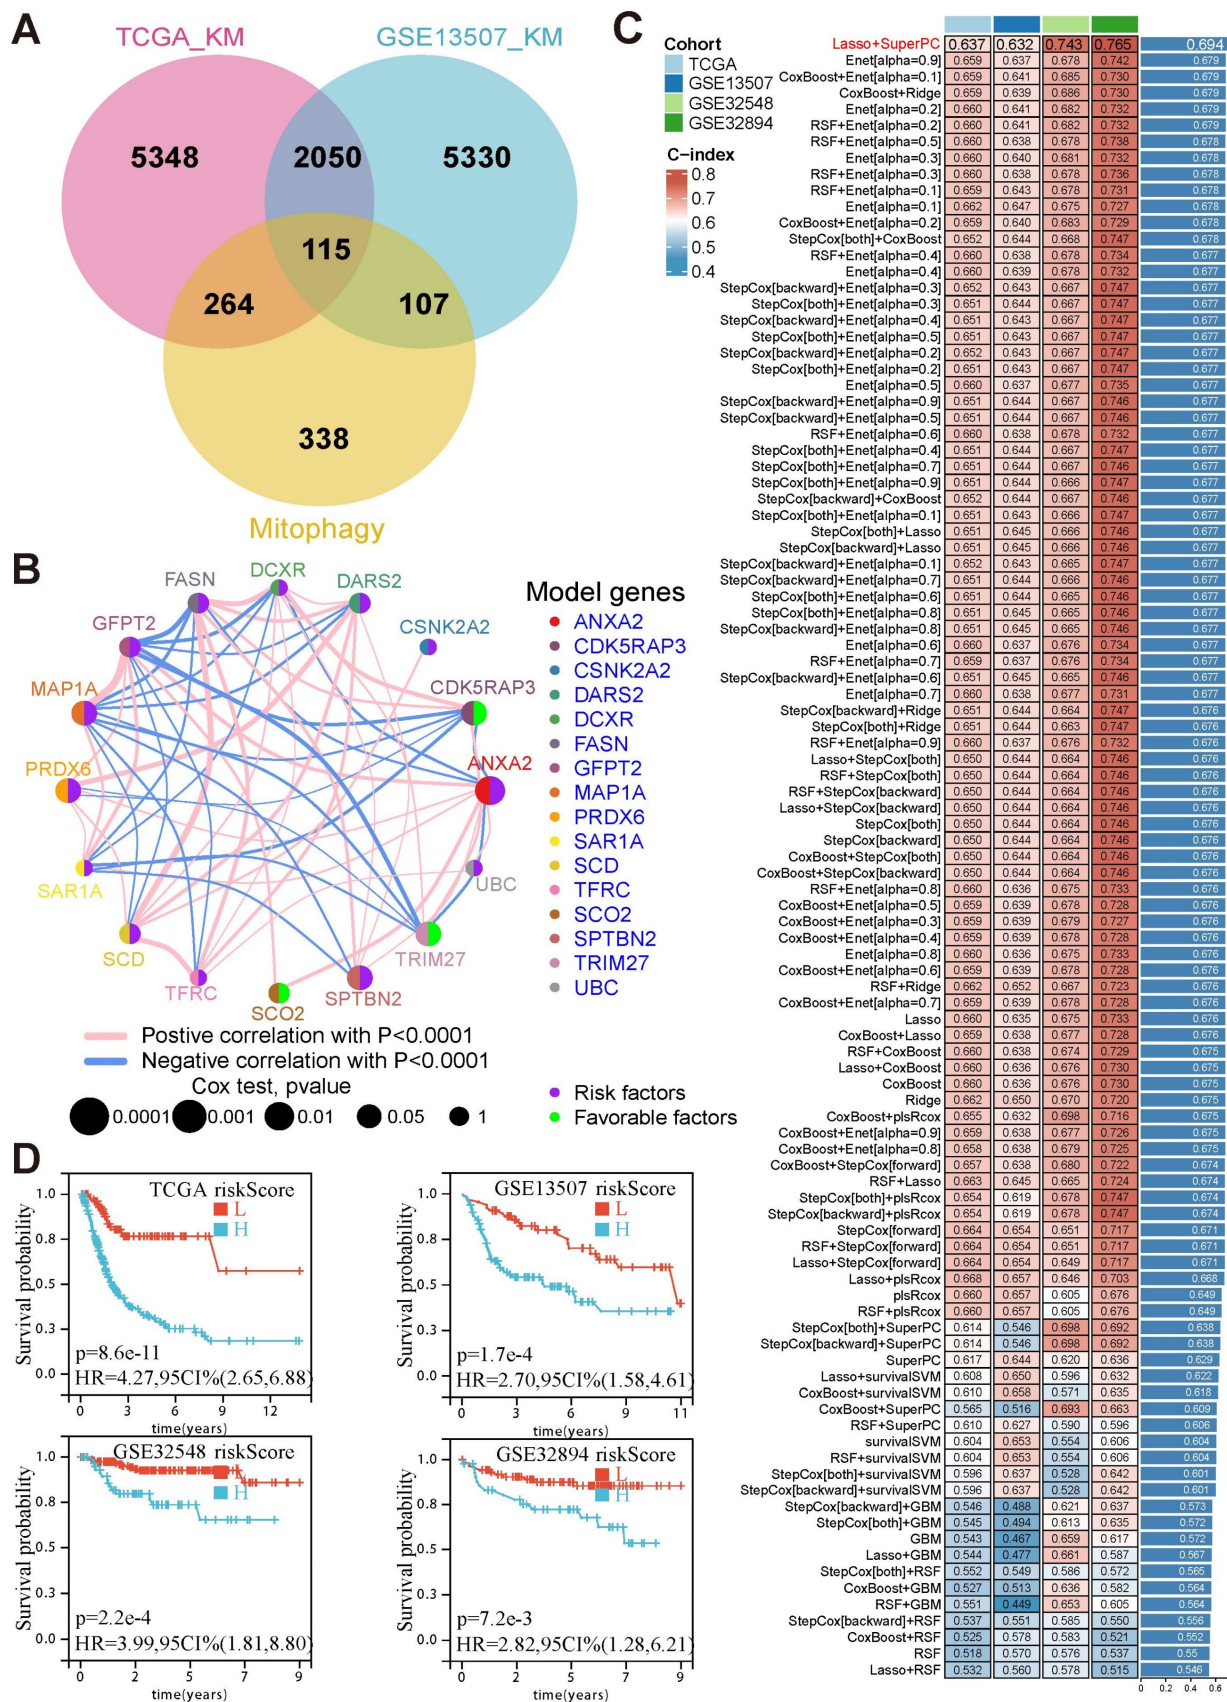 A
TCGA_KM
GSE13507_KM
5348
2050
5330
115
264
107
338
Mitophagy
B
FASN
DCXR
DARS2
GFPT2
CSNK2A2
MAP1A
CDK5RAP3
PRDX6
ANXA2
SAR1A
UBC
SCD
TRIM27
TFRC
SCO2
SPTBN2
Model genes
ANXA2
CDK5RAP3
CSNK2A2
DARS2
DCXR
FASN
GFPT2
MAP1A
PRDX6
SAR1A
SCD
TFRC
SCO2
SPTBN2
TRIM27
UBC
Postive correlation with P<0.0001
Negative correlation with P<0.0001
Cox test, pvalue
0.0001 0.001 0.01 0.05 1
Risk factors
Favorable factors
C
Cohort
TCGA
GSE13507
GSE32548
GSE32894
C-index
0.8
0.7
0.6
0.5
0.4
Lasso+SuperPC 0.637 0.632 0.743 0.765 0.694
Enet[alpha=0.9] 0.659 0.637 0.678 0.742 0.679
CoxBoost+Enet[alpha=0.1] 0.659 0.641 0.685 0.730 0.679
CoxBoost+Ridge 0.659 0.639 0.686 0.730 0.679
Enet[alpha=0.2] 0.660 0.641 0.682 0.732 0.679
RSF+Enet[alpha=0.2] 0.660 0.641 0.682 0.732 0.679
RSF+Enet[alpha=0.5] 0.660 0.638 0.678 0.738 0.678
Enet[alpha=0.3] 0.660 0.640 0.681 0.732 0.678
RSF+Enet[alpha=0.3] 0.660 0.638 0.678 0.736 0.678
RSF+Enet[alpha=0.1] 0.659 0.643 0.678 0.731 0.678
Enet[alpha=0.1] 0.662 0.647 0.675 0.727 0.678
CoxBoost+Enet[alpha=0.2] 0.659 0.640 0.683 0.729 0.678
StepCox[both]+CoxBoost 0.652 0.644 0.668 0.747 0.678
RSF+Enet[alpha=0.4] 0.660 0.638 0.678 0.734 0.677
Enet[alpha=0.4] 0.660 0.639 0.678 0.732 0.677
StepCox[backward]+Enet[alpha=0.3] 0.652 0.643 0.667 0.747 0.677
StepCox[both]+Enet[alpha=0.3] 0.651 0.644 0.667 0.747 0.677
StepCox[backward]+Enet[alpha=0.4] 0.651 0.643 0.667 0.747 0.677
StepCox[both]+Enet[alpha=0.5] 0.651 0.644 0.667 0.747 0.677
StepCox[backward]+Enet[alpha=0.2] 0.652 0.643 0.667 0.747 0.677
StepCox[both]+Enet[alpha=0.2] 0.651 0.643 0.667 0.747 0.677
Enet[alpha=0.5] 0.660 0.637 0.677 0.735 0.677
StepCox[backward]+Enet[alpha=0.9] 0.651 0.644 0.667 0.746 0.677
StepCox[backward]+Enet[alpha=0.5] 0.651 0.644 0.667 0.746 0.677
RSF+Enet[alpha=0.6] 0.660 0.638 0.678 0.732 0.677
StepCox[both]+Enet[alpha=0.4] 0.651 0.644 0.667 0.747 0.677
StepCox[both]+Enet[alpha=0.7] 0.651 0.644 0.667 0.746 0.677
StepCox[both]+Enet[alpha=0.9] 0.651 0.644 0.667 0.747 0.677
StepCox[backward]+CoxBoost 0.652 0.644 0.667 0.746 0.677
StepCox[both]+Enet[alpha=0.1] 0.651 0.643 0.666 0.747 0.677
StepCox[both]+Lasso 0.651 0.645 0.666 0.746 0.677
StepCox[backward]+Lasso 0.651 0.645 0.666 0.746 0.677
StepCox[backward]+Enet[alpha=0.1] 0.652 0.643 0.665 0.747 0.677
StepCox[backward]+Enet[alpha=0.7] 0.651 0.644 0.666 0.746 0.677
StepCox[both]+Enet[alpha=0.6] 0.651 0.644 0.665 0.746 0.677
StepCox[both]+Enet[alpha=0.8] 0.651 0.645 0.666 0.746 0.677
StepCox[backward]+Enet[alpha=0.8] 0.651 0.645 0.665 0.746 0.677
Enet[alpha=0.6] 0.660 0.637 0.676 0.734 0.677
RSF+Enet[alpha=0.7] 0.659 0.637 0.676 0.734 0.677
StepCox[backward]+Enet[alpha=0.6] 0.651 0.645 0.665 0.746 0.677
Enet[alpha=0.7] 0.660 0.638 0.677 0.731 0.677
StepCox[backward]+Ridge 0.651 0.644 0.664 0.747 0.676
StepCox[both]+Ridge 0.651 0.644 0.663 0.747 0.676
RSF+Enet[alpha=0.9] 0.660 0.637 0.676 0.732 0.676
Lasso+StepCox[both] 0.650 0.644 0.664 0.746 0.676
RSF+StepCox[both] 0.650 0.644 0.664 0.746 0.676
RSF+StepCox[backward] 0.650 0.644 0.664 0.746 0.676
Lasso+StepCox[backward] 0.650 0.644 0.664 0.746 0.676
StepCox[both] 0.650 0.644 0.664 0.746 0.676
StepCox[backward] 0.650 0.644 0.664 0.746 0.676
CoxBoost+StepCox[both] 0.650 0.644 0.664 0.746 0.676
CoxBoost+StepCox[backward] 0.650 0.644 0.664 0.746 0.676
RSF+Enet[alpha=0.8] 0.660 0.636 0.675 0.733 0.676
CoxBoost+Enet[alpha=0.5] 0.659 0.639 0.678 0.728 0.676
CoxBoost+Enet[alpha=0.3] 0.659 0.639 0.679 0.727 0.676
CoxBoost+Enet[alpha=0.4] 0.659 0.639 0.678 0.728 0.676
Enet[alpha=0.8] 0.660 0.636 0.675 0.733 0.676
CoxBoost+Enet[alpha=0.6] 0.659 0.639 0.678 0.728 0.676
RSF+Ridge 0.662 0.652 0.667 0.723 0.676
CoxBoost+Enet[alpha=0.7] 0.659 0.639 0.678 0.728 0.676
Lasso 0.660 0.635 0.675 0.733 0.676
CoxBoost+Lasso 0.659 0.638 0.677 0.728 0.676
RSF+CoxBoost 0.660 0.638 0.674 0.729 0.675
Lasso+CoxBoost 0.660 0.636 0.676 0.730 0.675
CoxBoost 0.660 0.636 0.676 0.730 0.675
Ridge 0.662 0.650 0.670 0.720 0.675
CoxBoost+plsRcox 0.655 0.632 0.698 0.716 0.675
CoxBoost+Enet[alpha=0.9] 0.659 0.638 0.677 0.726 0.675
CoxBoost+Enet[alpha=0.8] 0.658 0.638 0.679 0.725 0.675
CoxBoost+StepCox[forward] 0.657 0.638 0.680 0.722 0.674
RSF+Lasso 0.663 0.645 0.665 0.724 0.674
StepCox[both]+plsRcox 0.654 0.619 0.678 0.747 0.674
StepCox[backward]+plsRcox 0.654 0.619 0.678 0.747 0.674
StepCox[forward] 0.664 0.654 0.651 0.717 0.671
RSF+StepCox[forward] 0.664 0.654 0.651 0.717 0.671
Lasso+StepCox[forward] 0.664 0.654 0.649 0.717 0.671
Lasso+plsRcox 0.668 0.657 0.646 0.703 0.668
plsRcox 0.660 0.657 0.605 0.676 0.649
RSF+plsRcox 0.660 0.657 0.605 0.676 0.649
StepCox[both]+SuperPC 0.614 0.546 0.698 0.692 0.638
StepCox[backward]+SuperPC 0.614 0.546 0.698 0.692 0.638
SuperPC 0.617 0.644 0.620 0.636 0.629
Lasso+survivalSVM 0.608 0.650 0.596 0.632 0.622
CoxBoost+survivalSVM 0.610 0.658 0.571 0.635 0.618
CoxBoost+SuperPC 0.565 0.516 0.693 0.663 0.609
RSF+SuperPC 0.610 0.627 0.590 0.596 0.606
survivalSVM 0.604 0.653 0.554 0.606 0.604
RSF+survivalSVM 0.604 0.653 0.554 0.606 0.604
StepCox[both]+survivalSVM 0.596 0.637 0.528 0.642 0.601
StepCox[backward]+survivalSVM 0.596 0.637 0.528 0.642 0.601
StepCox[backward]+GBM 0.546 0.488 0.621 0.637 0.573
StepCox[both]+GBM 0.545 0.494 0.613 0.635 0.572
GBM 0.543 0.467 0.659 0.617 0.572
Lasso+GBM 0.544 0.477 0.661 0.587 0.567
StepCox[both]+RSF 0.552 0.549 0.586 0.572 0.565
CoxBoost+GBM 0.527 0.513 0.636 0.582 0.564
RSF+GBM 0.551 0.449 0.653 0.605 0.564
StepCox[backward]+RSF 0.537 0.551 0.585 0.550 0.556
CoxBoost+RSF 0.525 0.578 0.583 0.521 0.552
RSF 0.518 0.570 0.576 0.537 0.55
Lasso+RSF 0.532 0.560 0.578 0.515 0.546
0 0.2 0.4 0.6
D
TCGA riskScore
L
H
Survival probability
1.0
0.8
0.5
0.3
0.0
p=8.6e-11
HR=4.27,95CI%(2.65,6.88)
0 3 6 9 12
time(years)
GSE13507 riskScore
L
H
Survival probability
1.0
0.8
0.5
0.3
0.0
p=1.7e-4
HR=2.70,95CI%(1.58,4.61)
0 3 6 9 11
time(years)
GSE32548 riskScore
L
H
Survival probability
1.0
0.8
0.5
0.3
0.0
p=2.2e-4
HR=3.99,95CI%(1.81,8.80)
0 2 5 7 9
time(years)
GSE32894 riskScore
L
H
Survival probability
1.0
0.8
0.5
0.3
0.0
p=7.2e-3
HR=2.82,95CI%(1.28,6.21)
0 2 5 7 9
time(years)